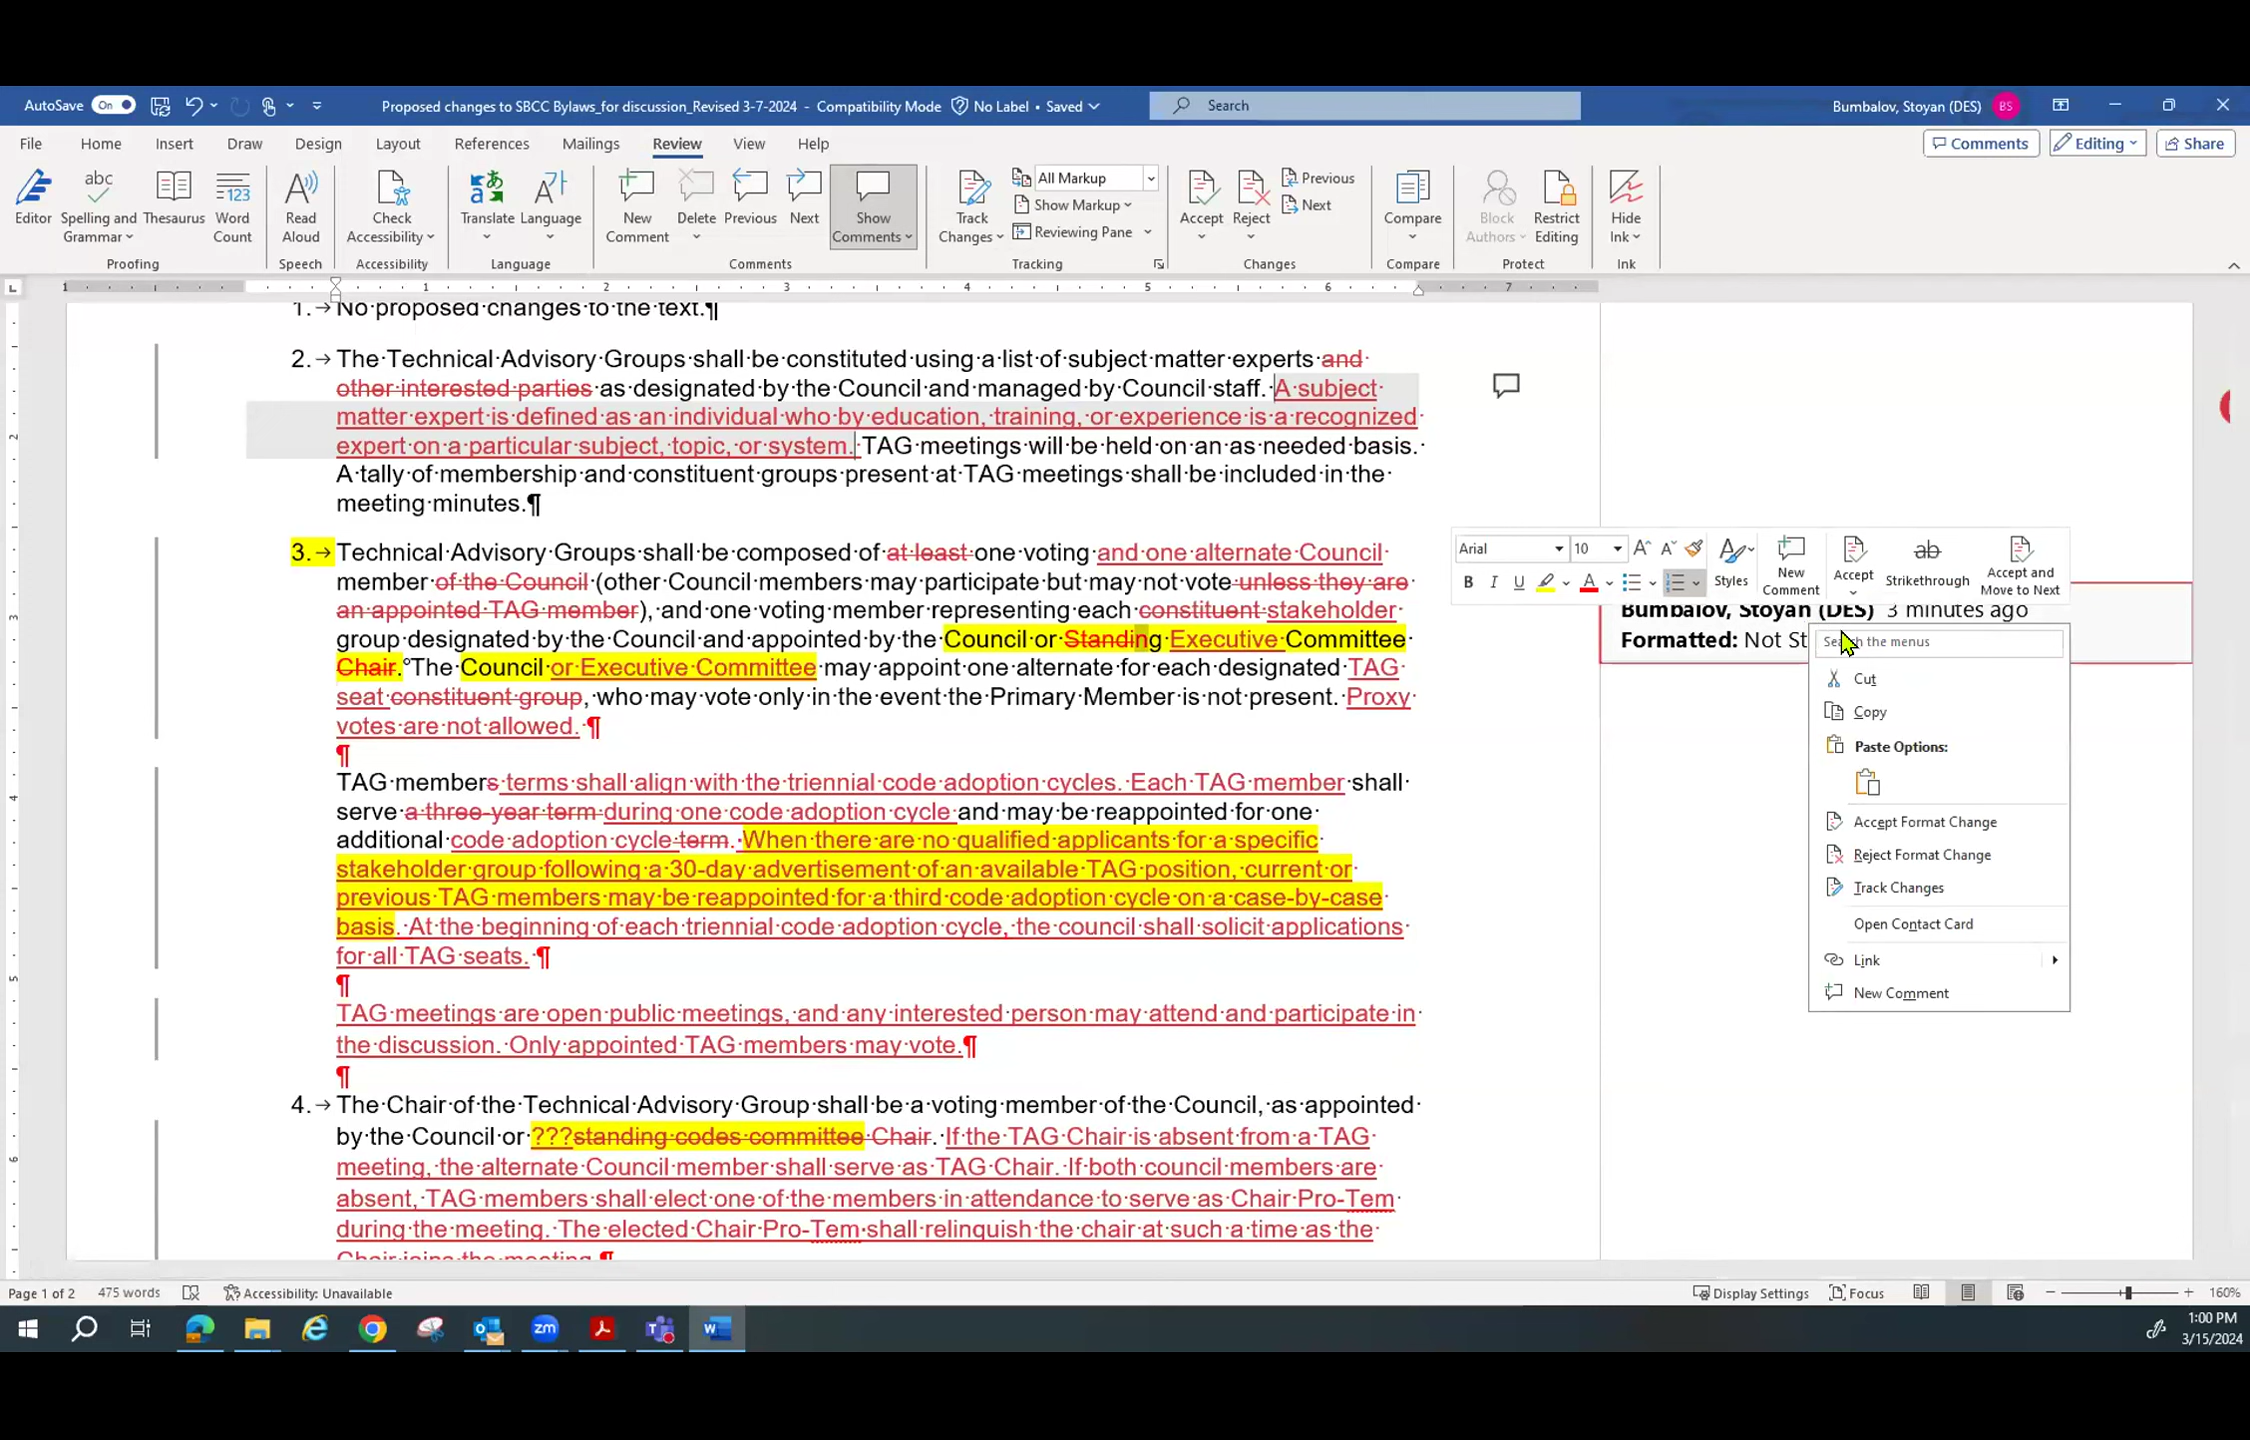 AutoSave On Proposed changes to SBCC Bylaws_for discussion_Revised 3-7-2024 - Compatibility Mode No Label • Saved Search Bumbalov, Stoyan (DES) BS
File Home Insert Draw Design Layout References Mailings Review View Help Comments Editing Share
Editor Spelling and Grammar Thesaurus Word Count Read Aloud Check Accessibility Translate Language New Comment Delete Previous Next Show Comments Track Changes All Markup Show Markup Reviewing Pane Accept Reject Previous Next Compare Block Authors Restrict Editing Hide Ink
Proofing Speech Accessibility Language Comments Tracking Changes Compare Protect Ink
1 1 2 3 4 5 6 7
1. → No proposed changes to the text.¶
2. → The Technical Advisory Groups shall be constituted using a list of subject matter experts and
other interested parties as designated by the Council and managed by Council staff. A subject
matter expert is defined as an individual who by education, training, or experience is a recognized
expert on a particular subject, topic, or system. TAG meetings will be held on an as needed basis.
A tally of membership and constituent groups present at TAG meetings shall be included in the
meeting minutes.¶
3. → Technical Advisory Groups shall be composed of at least one voting and one alternate Council
member of the Council (other Council members may participate but may not vote unless they are
an appointed TAG member), and one voting member representing each constituent stakeholder
group designated by the Council and appointed by the Council or Standing Executive Committee
Chair.°The Council or Executive Committee may appoint one alternate for each designated TAG
seat constituent group, who may vote only in the event the Primary Member is not present. Proxy
votes are not allowed. ¶
¶
TAG members terms shall align with the triennial code adoption cycles. Each TAG member shall
serve a three-year term during one code adoption cycle and may be reappointed for one
additional code adoption cycle term. When there are no qualified applicants for a specific
stakeholder group following a 30-day advertisement of an available TAG position, current or
previous TAG members may be reappointed for a third code adoption cycle on a case-by-case
basis. At the beginning of each triennial code adoption cycle, the council shall solicit applications
for all TAG seats. ¶
¶
TAG meetings are open public meetings, and any interested person may attend and participate in
the discussion. Only appointed TAG members may vote.¶
¶
4. → The Chair of the Technical Advisory Group shall be a voting member of the Council, as appointed
by the Council or ???standing codes committee Chair. If the TAG Chair is absent from a TAG
meeting, the alternate Council member shall serve as TAG Chair. If both council members are
absent, TAG members shall elect one of the members in attendance to serve as Chair Pro-Tem
during the meeting. The elected Chair Pro-Tem shall relinquish the chair at such a time as the
Chair joins the meeting.¶
Arial 10 A A
B I U A Styles New Comment Accept Strikethrough Accept and Move to Next
Bumbalov, Stoyan (DES) 3 minutes ago
Formatted: Not St
Search the menus
Cut
Copy
Paste Options:
Accept Format Change
Reject Format Change
Track Changes
Open Contact Card
Link
New Comment
2
3
4
5
6
Page 1 of 2 475 words Accessibility: Unavailable Display Settings Focus 160%
zm
1:00 PM
3/15/2024